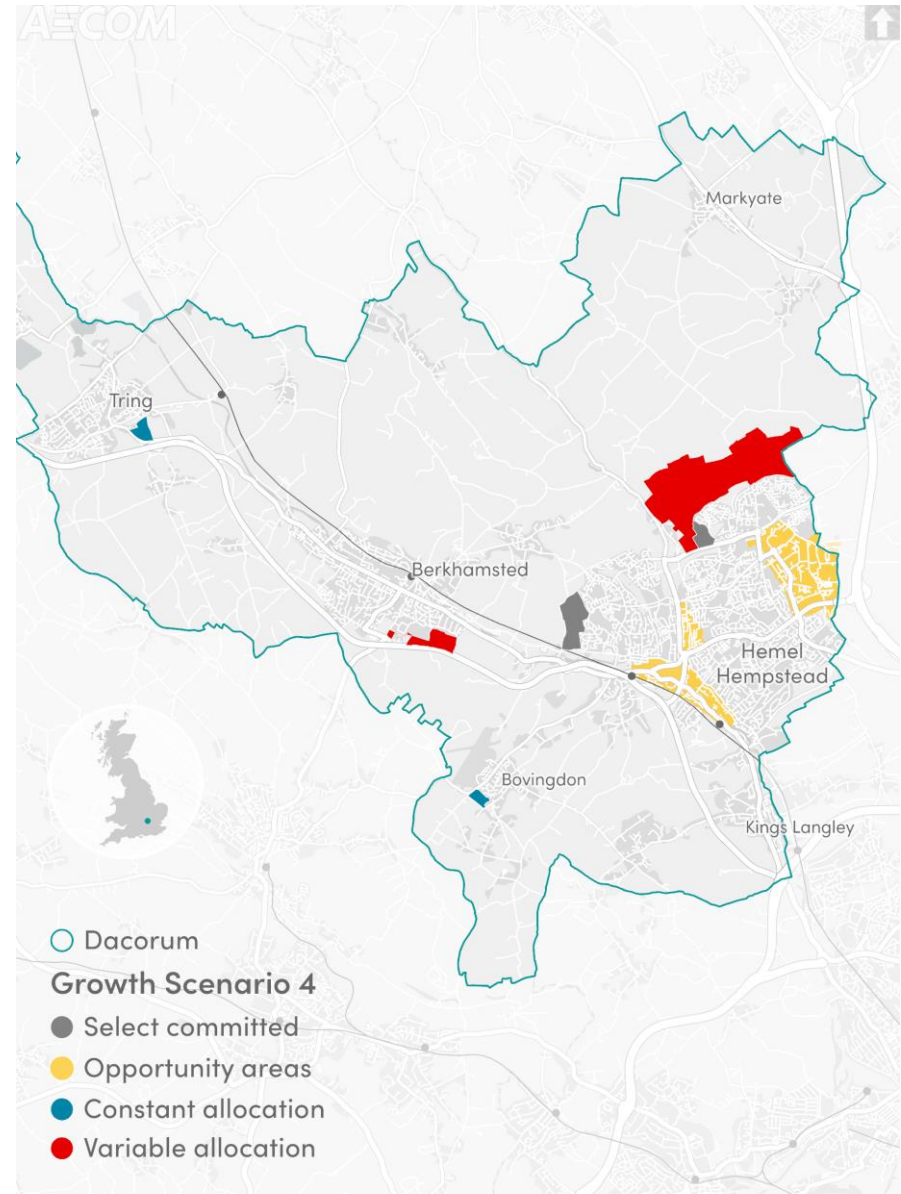 AECOM
Markyate
Tring
Berkhamsted
Hemel
Hempstead
Bovingdon
Kings Langley
Dacorum
Growth Scenario 4
Select committed
Opportunity areas
Constant allocation
Variable allocation